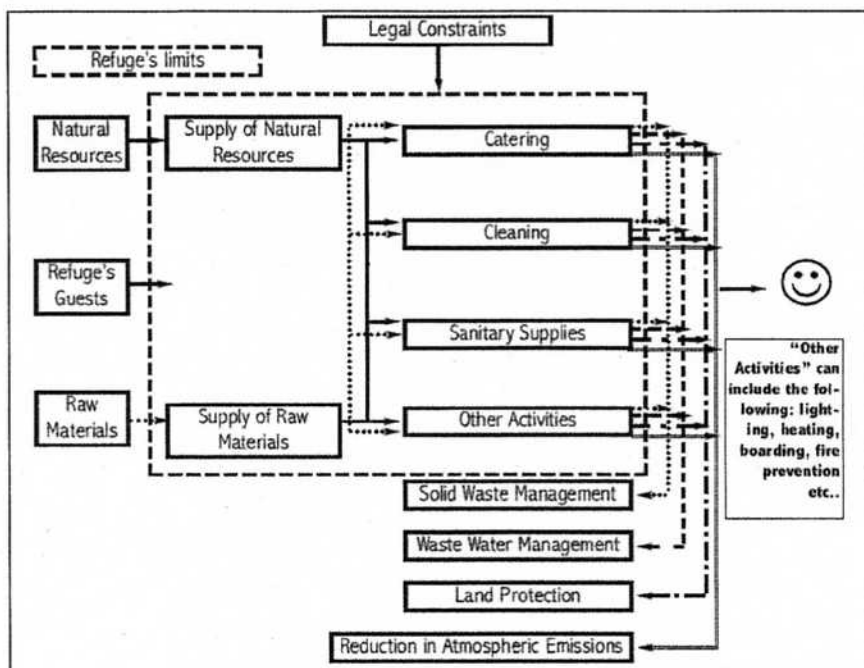 Legal Constraints
Refuge's limits
Natural
Resources
Supply of Natural
Resources
Catering
Cleaning
Refuge's
Guests
Sanitary Supplies
Raw
Materials
Supply of Raw
Materials
Other Activities
"Other
Activities" can
include the fol-
lowing: light-
ing, heating,
boarding, fire
prevention
etc..
Solid Waste Management
Waste Water Management
Land Protection
Reduction in Atmospheric Emissions